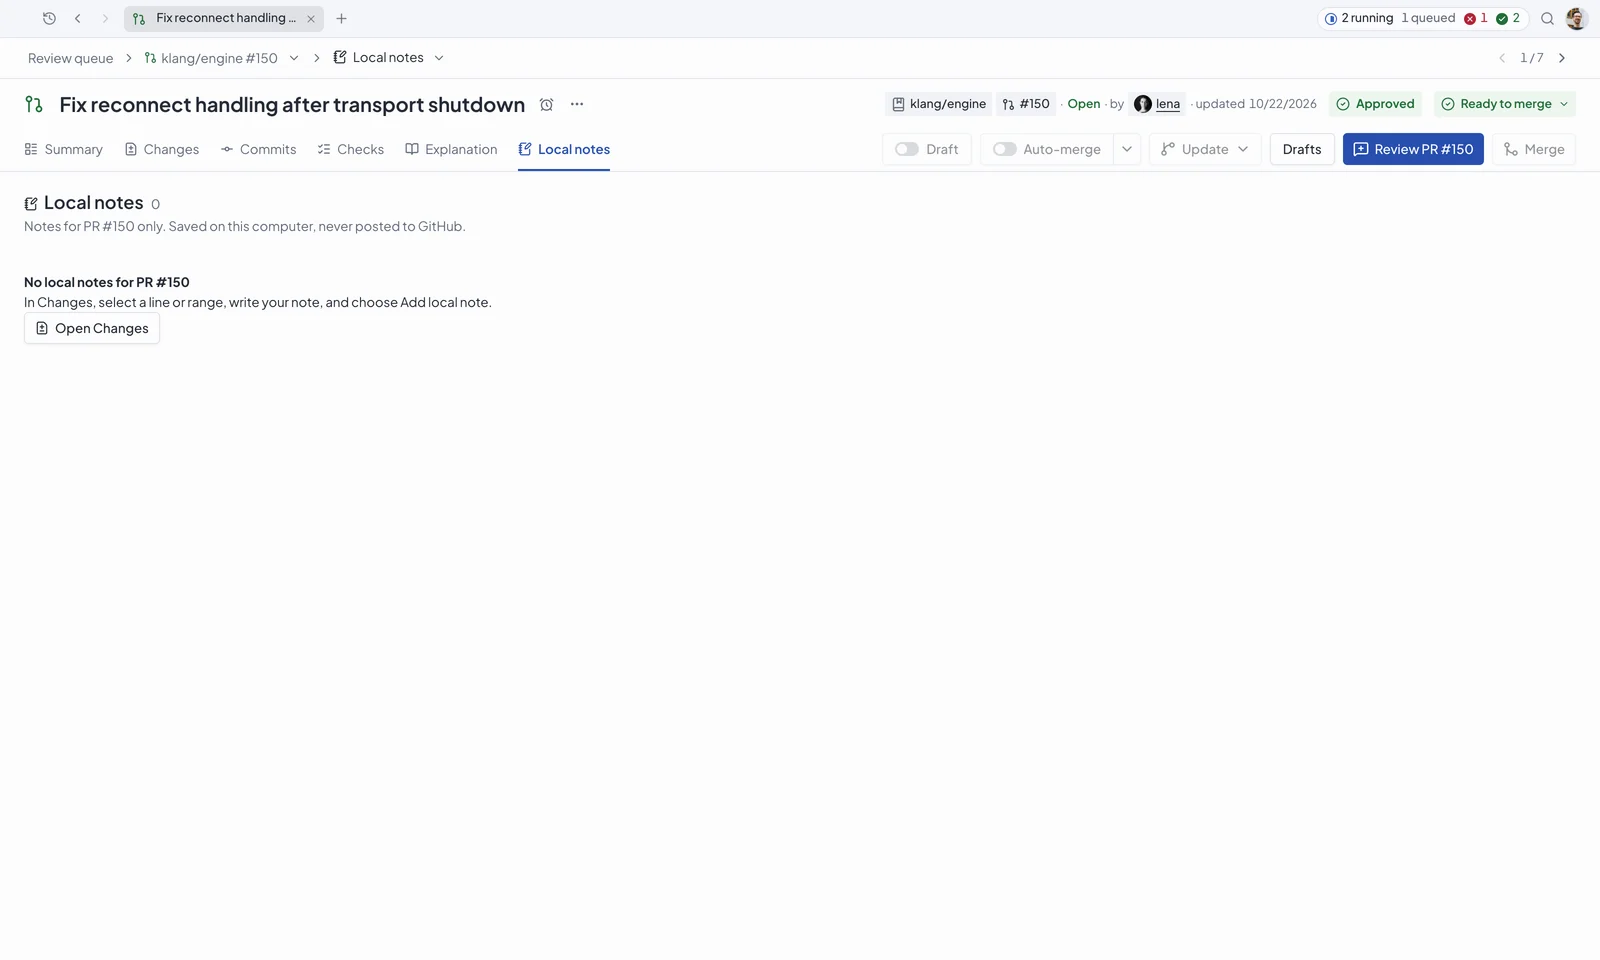 Fix reconnect handling ...
2 running 1 queued 1 2
Review queue klang/engine #150 Local notes
1 / 7
Fix reconnect handling after transport shutdown
klang/engine #150 · Open · by lena · updated 10/22/2026 Approved Ready to merge
Summary Changes Commits Checks Explanation Local notes
Draft Auto-merge Update Drafts Review PR #150 Merge
Local notes 0
Notes for PR #150 only. Saved on this computer, never posted to GitHub.
No local notes for PR #150
In Changes, select a line or range, write your note, and choose Add local note.
Open Changes